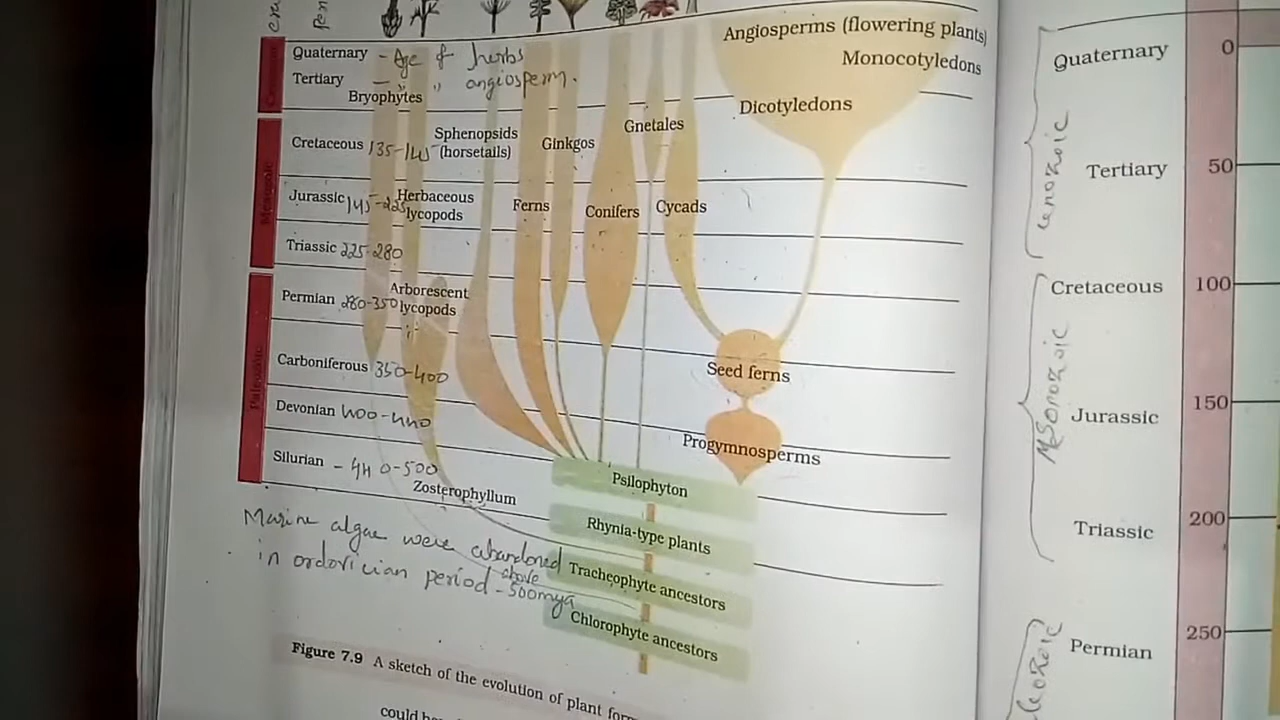 Quaternary - Age of herbs
Tertiary — " " angiosperm.
Bryophytes
Angiosperms (flowering plants)
Monocotyledons
Dicotyledons
Gnetales
Cretaceous 135-145
Sphenopsids
(horsetails)
Ginkgos
Jurassic 145-225
Herbaceous
lycopods
Ferns
Conifers
Cycads
Triassic 225-280
Permian 280-350
Arborescent
lycopods
Carboniferous 350-400
Seed ferns
Devonian 400-440
Progymnosperms
Silurian - 440-500
Zosterophyllum
Psilophyton
Rhynia-type plants
Tracheophyte ancestors
Chlorophyte ancestors
Marine algae were abandoned
in ordovician period - above 500mya
Figure 7.9 A sketch of the evolution of plant
Mesozoic
Quaternary
Tertiary
Cenozoic
Cretaceous
Jurassic
Mesonozoic
Triassic
Permian
0
50
100
150
200
250